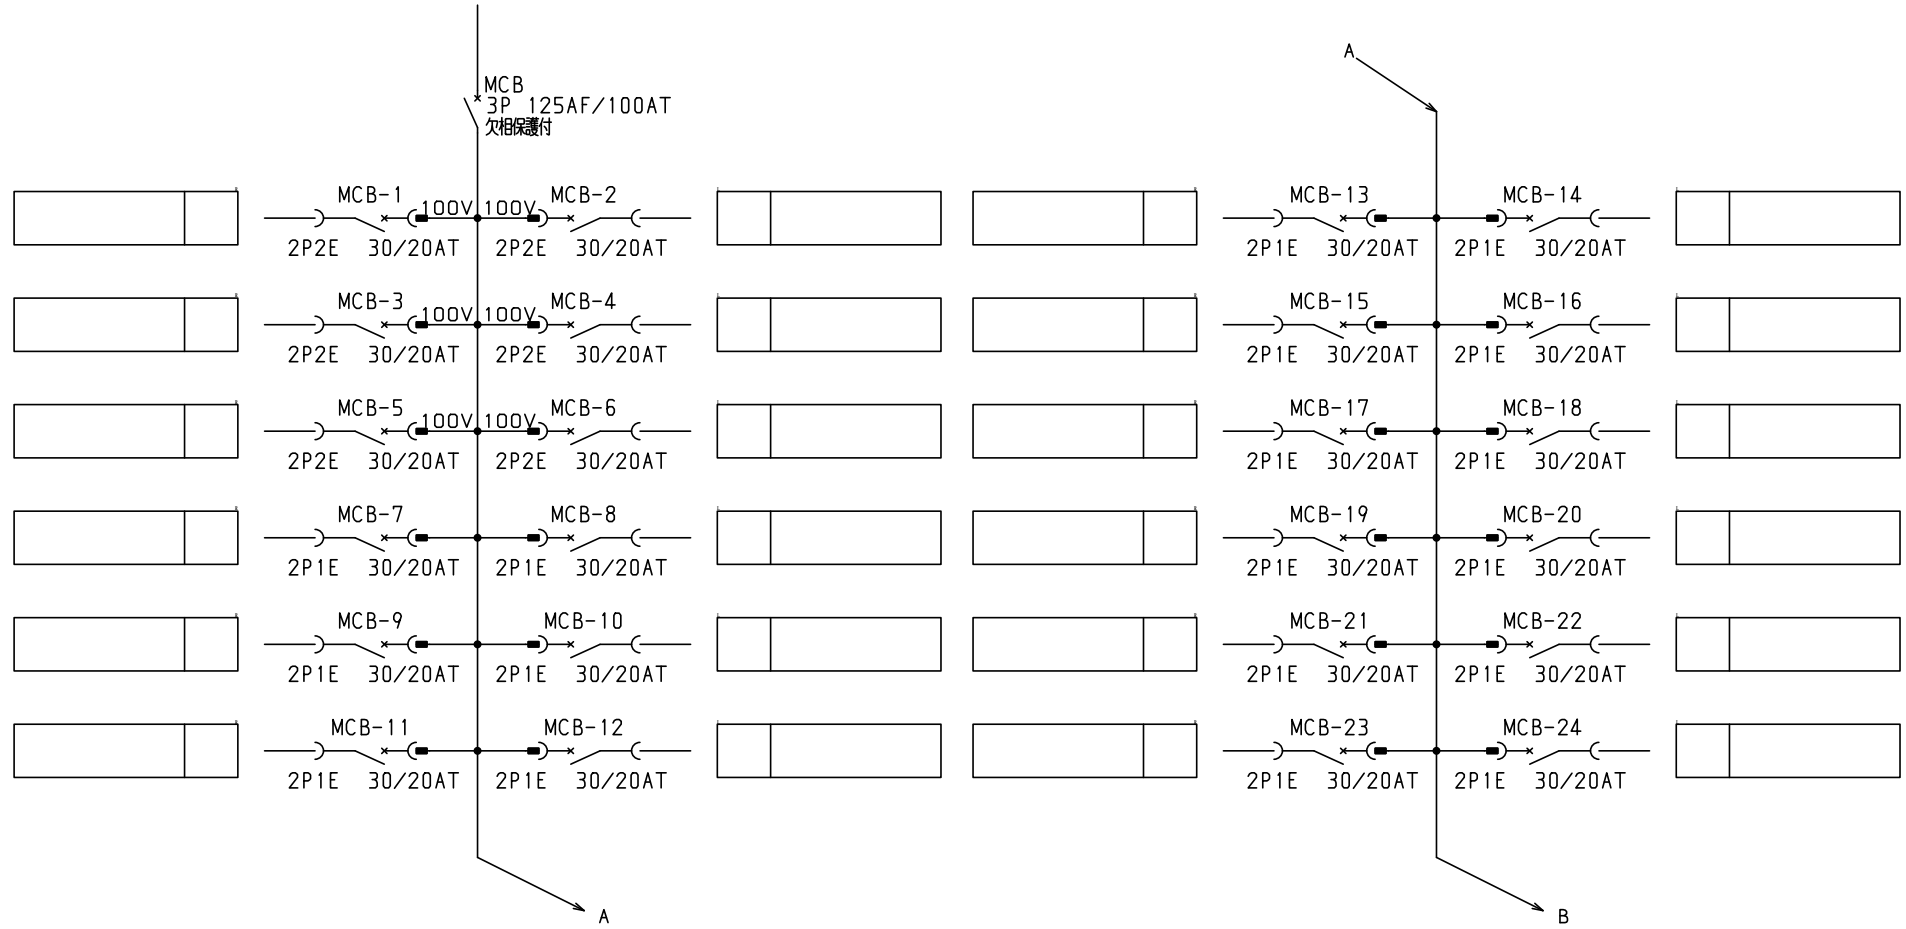 MCB
3P 125AF/100AT
欠相保護付
MCB-1 100V 100V MCB-2
2P2E 30/20AT 2P2E 30/20AT
MCB-3 100V 100V MCB-4
2P2E 30/20AT 2P2E 30/20AT
MCB-5 100V 100V MCB-6
2P2E 30/20AT 2P2E 30/20AT
MCB-7 MCB-8
2P1E 30/20AT 2P1E 30/20AT
MCB-9 MCB-10
2P1E 30/20AT 2P1E 30/20AT
MCB-11 MCB-12
2P1E 30/20AT 2P1E 30/20AT
A
A
MCB-13 MCB-14
2P1E 30/20AT 2P1E 30/20AT
MCB-15 MCB-16
2P1E 30/20AT 2P1E 30/20AT
MCB-17 MCB-18
2P1E 30/20AT 2P1E 30/20AT
MCB-19 MCB-20
2P1E 30/20AT 2P1E 30/20AT
MCB-21 MCB-22
2P1E 30/20AT 2P1E 30/20AT
MCB-23 MCB-24
2P1E 30/20AT 2P1E 30/20AT
B